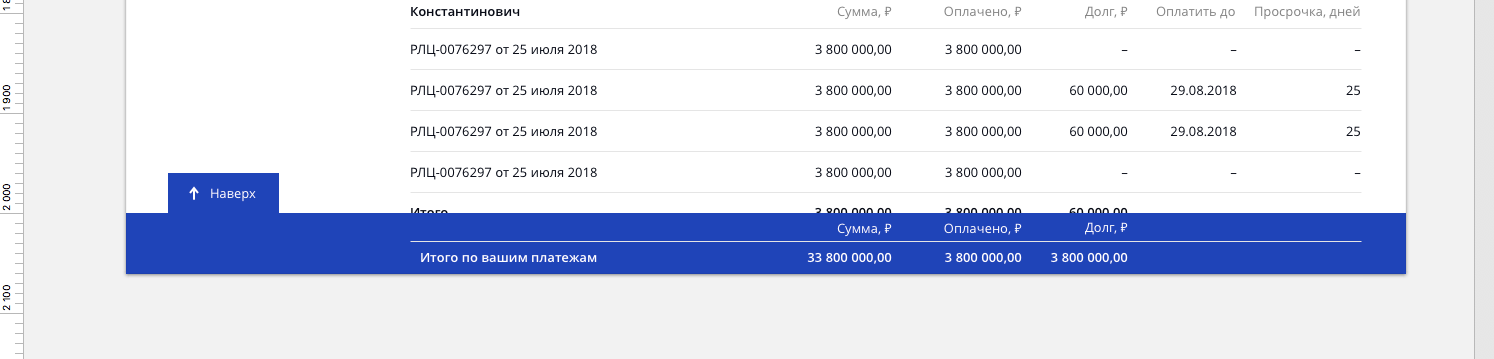 Константинович Сумма, ₽ Оплачено, ₽ Долг, ₽ Оплатить до Просрочка, дней
РЛЦ-0076297 от 25 июля 2018 3 800 000,00 3 800 000,00 – – –
РЛЦ-0076297 от 25 июля 2018 3 800 000,00 3 800 000,00 60 000,00 29.08.2018 25
РЛЦ-0076297 от 25 июля 2018 3 800 000,00 3 800 000,00 60 000,00 29.08.2018 25
РЛЦ-0076297 от 25 июля 2018 3 800 000,00 3 800 000,00 – – –
Наверх
Итого 3 800 000,00 3 800 000,00 60 000,00
Сумма, ₽ Оплачено, ₽ Долг, ₽
Итого по вашим платежам 33 800 000,00 3 800 000,00 3 800 000,00
1 900
2 000
2 100